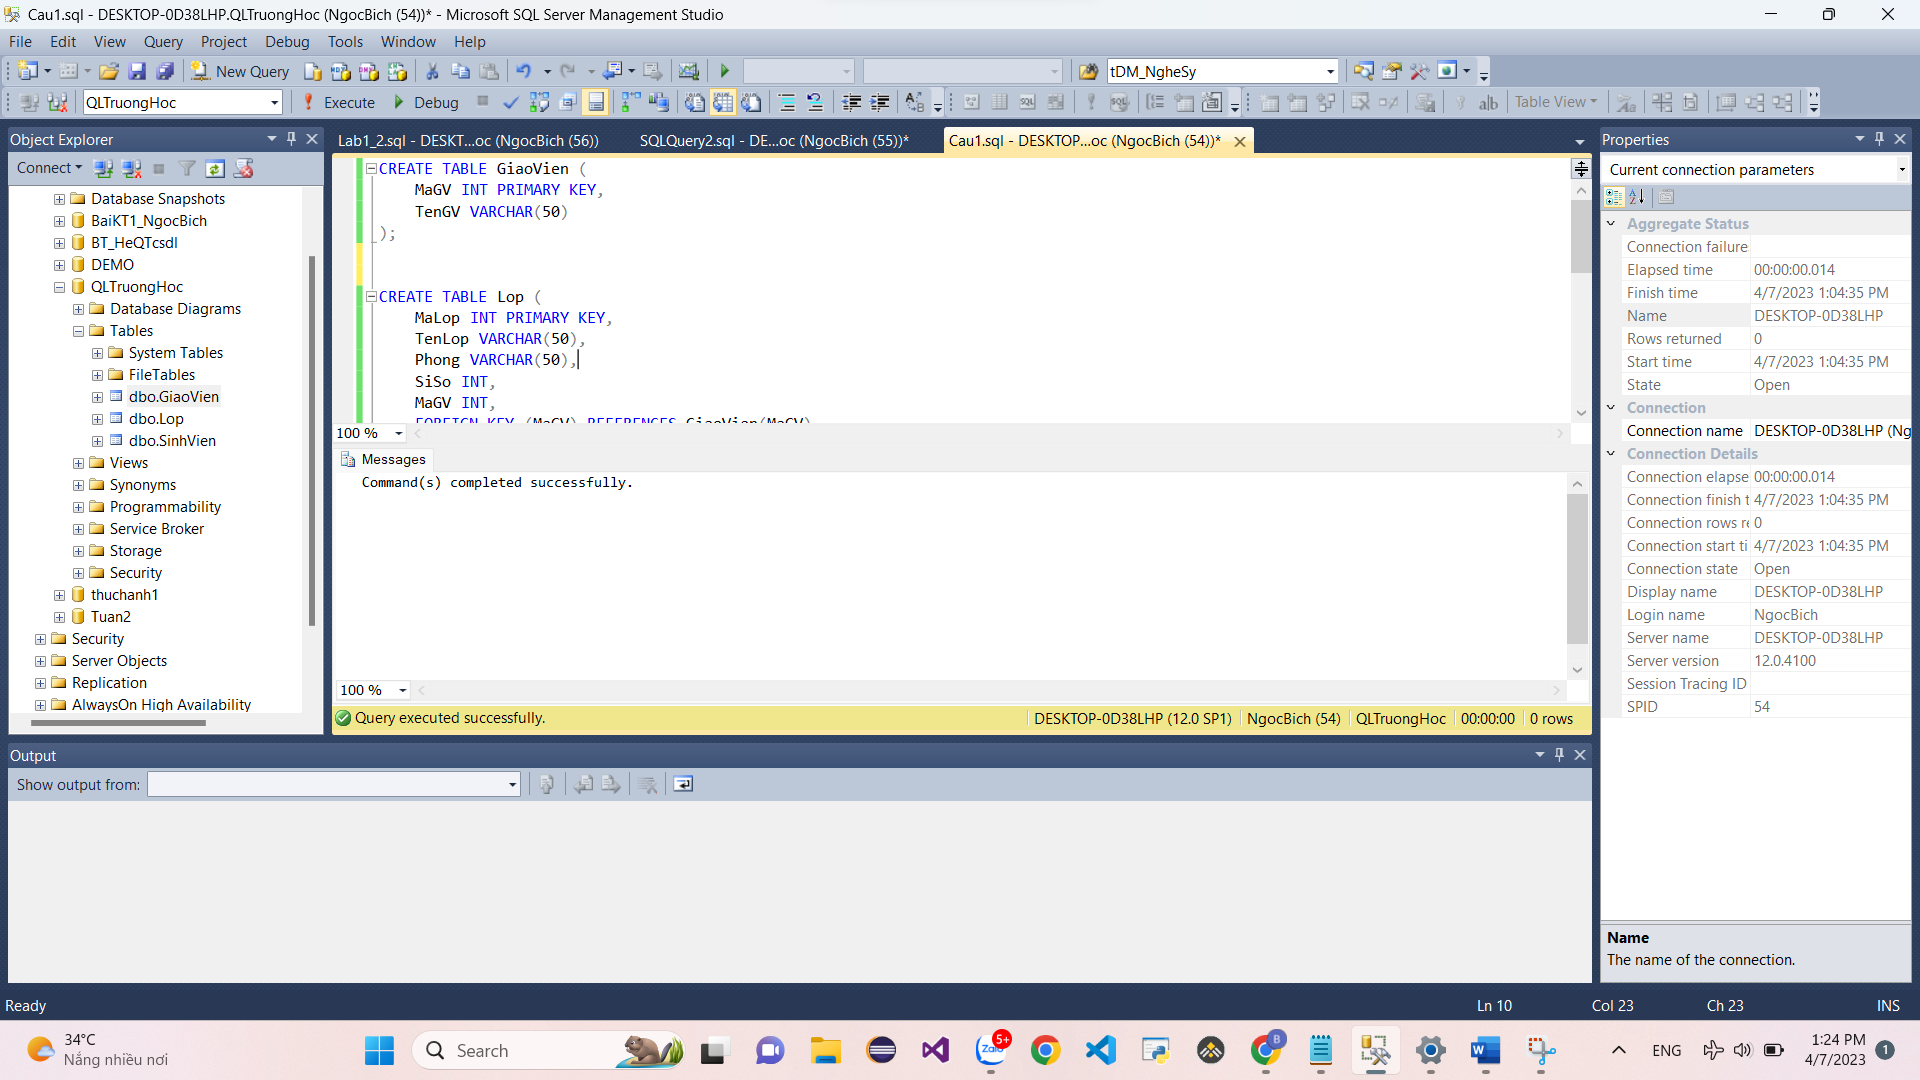 Cau1.sql - DESKTOP-0D38LHP.QLTruongHoc (NgocBich (54))* - Microsoft SQL Server Management Studio
File Edit View Query Project Debug Tools Window Help
New Query tDM_NgheSy
QLTruongHoc Execute Debug Table View
Object Explorer
Connect
Database Snapshots
BaiKT1_NgocBich
BT_HeQTcsdl
DEMO
QLTruongHoc
Database Diagrams
Tables
System Tables
FileTables
dbo.GiaoVien
dbo.Lop
dbo.SinhVien
Views
Synonyms
Programmability
Service Broker
Storage
Security
thuchanh1
Tuan2
Security
Server Objects
Replication
AlwaysOn High Availability
Lab1_2.sql - DESKT...oc (NgocBich (56)) SQLQuery2.sql - DE...oc (NgocBich (55))* Cau1.sql - DESKTOP...oc (NgocBich (54))*
CREATE TABLE GiaoVien (
MaGV INT PRIMARY KEY,
TenGV VARCHAR(50)
);
CREATE TABLE Lop (
MaLop INT PRIMARY KEY,
TenLop VARCHAR(50),
Phong VARCHAR(50),
SiSo INT,
MaGV INT,
FOREIGN KEY (MaGV) REFERENCES GiaoVien(MaGV)
100 %
Messages
Command(s) completed successfully.
100 %
Query executed successfully. DESKTOP-0D38LHP (12.0 SP1) NgocBich (54) QLTruongHoc 00:00:00 0 rows
Properties
Current connection parameters
Aggregate Status
Connection failure
Elapsed time 00:00:00.014
Finish time 4/7/2023 1:04:35 PM
Name DESKTOP-0D38LHP
Rows returned 0
Start time 4/7/2023 1:04:35 PM
State Open
Connection
Connection name DESKTOP-0D38LHP (Ng
Connection Details
Connection elapse 00:00:00.014
Connection finish t 4/7/2023 1:04:35 PM
Connection rows re 0
Connection start ti 4/7/2023 1:04:35 PM
Connection state Open
Display name DESKTOP-0D38LHP
Login name NgocBich
Server name DESKTOP-0D38LHP
Server version 12.0.4100
Session Tracing ID
SPID 54
Name
The name of the connection.
Output
Show output from:
Ready Ln 10 Col 23 Ch 23 INS
34°C
Nắng nhiều nơi
Search
Zalo 5+
B
ENG
1:24 PM
4/7/2023
1